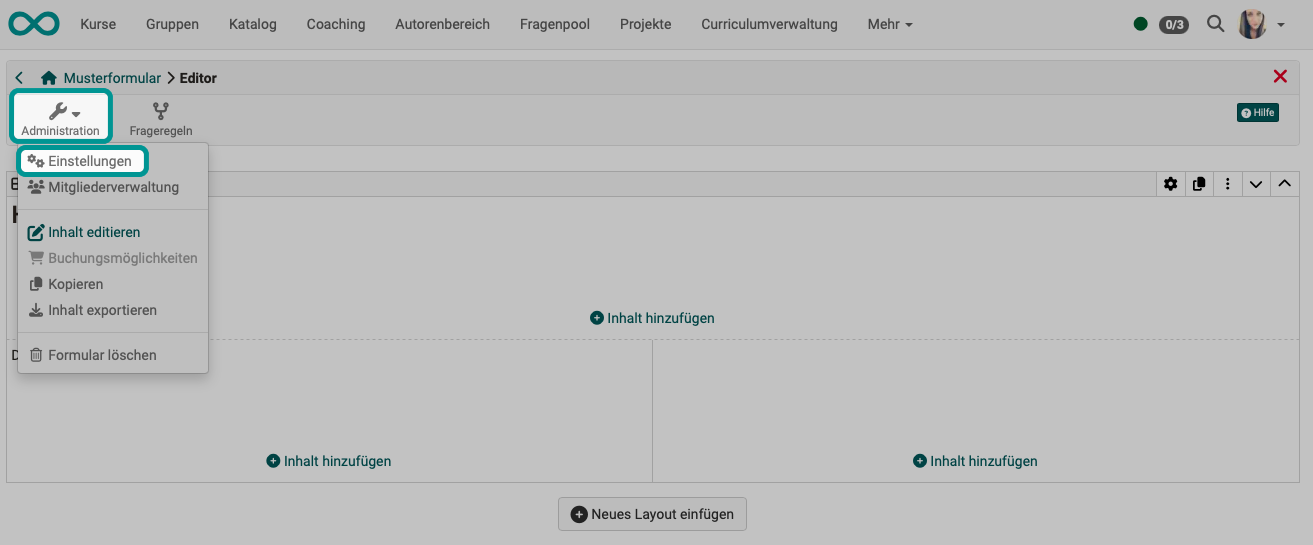 Kurse Gruppen Katalog Coaching Autorenbereich Fragenpool Projekte Curriculumverwaltung Mehr 0/3
Musterformular Editor
Administration Frageregeln Hilfe
Einstellungen
Mitgliederverwaltung
Inhalt editieren
Buchungsmöglichkeiten
Kopieren
Inhalt exportieren
Inhalt hinzufügen
Formular löschen
Inhalt hinzufügen Inhalt hinzufügen
Neues Layout einfügen